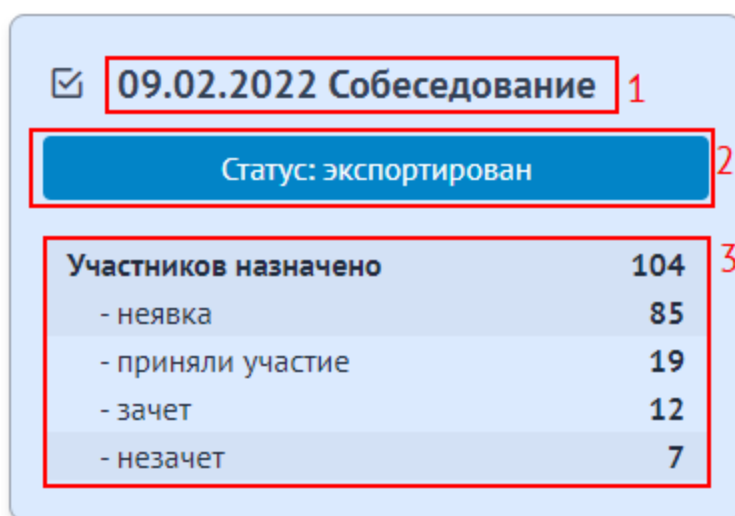 09.02.2022 Собеседование 1
Статус: экспортирован 2
Участников назначено 104 3
- неявка 85
- приняли участие 19
- зачет 12
- незачет 7